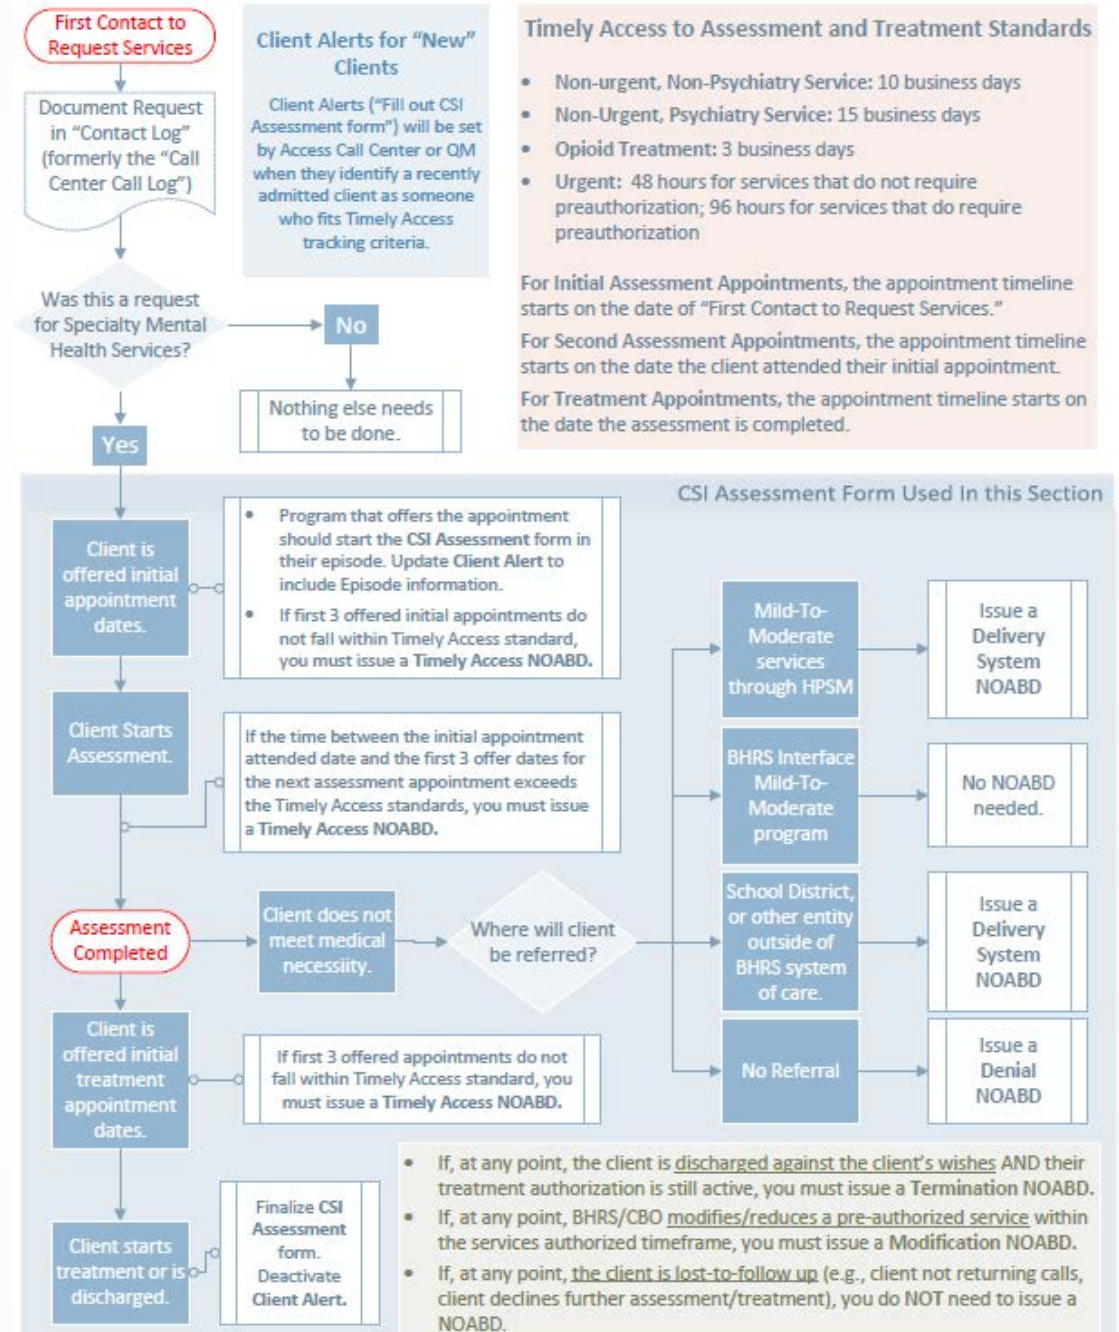 First Contact to
Request Services
Document Request
in "Contact Log"
(formerly the "Call
Center Call Log")
Was this a request
for Specialty Mental
Health Services?
No
Nothing else needs
to be done.
Yes
Client Alerts for "New"
Clients
Client Alerts ("Fill out CSI
Assessment form") will be set
by Access Call Center or QM
when they identify a recently
admitted client as someone
who fits Timely Access
tracking criteria.
Timely Access to Assessment and Treatment Standards
• Non-urgent, Non-Psychiatry Service: 10 business days
• Non-Urgent, Psychiatry Service: 15 business days
• Opioid Treatment: 3 business days
• Urgent: 48 hours for services that do not require
preauthorization; 96 hours for services that do require
preauthorization
For Initial Assessment Appointments, the appointment timeline
starts on the date of "First Contact to Request Services."
For Second Assessment Appointments, the appointment timeline
starts on the date the client attended their initial appointment.
For Treatment Appointments, the appointment timeline starts on
the date the assessment is completed.
CSI Assessment Form Used In this Section
Client is
offered initial
appointment
dates.
• Program that offers the appointment
should start the CSI Assessment form in
their episode. Update Client Alert to
include Episode information.
• If first 3 offered initial appointments do
not fall within Timely Access standard,
you must issue a Timely Access NOABD.
Client Starts
Assessment.
If the time between the initial appointment
attended date and the first 3 offer dates for
the next assessment appointment exceeds
the Timely Access standards, you must issue
a Timely Access NOABD.
Assessment
Completed
Client does not
meet medical
necessiity.
Where will client
be referred?
Mild-To-
Moderate
services
through HPSM
Issue a
Delivery
System
NOABD
BHRS Interface
Mild-To-
Moderate
program
No NOABD
needed.
School District,
or other entity
outside of
BHRS system
of care.
Issue a
Delivery
System
NOABD
No Referral
Issue a
Denial
NOABD
Client is
offered initial
treatment
appointment
dates.
If first 3 offered appointments do not
fall within Timely Access standard, you
must issue a Timely Access NOABD.
Client starts
treatment or is
discharged.
Finalize CSI
Assessment
form.
Deactivate
Client Alert.
• If, at any point, the client is discharged against the client's wishes AND their
treatment authorization is still active, you must issue a Termination NOABD.
• If, at any point, BHRS/CBO modifies/reduces a pre-authorized service within
the services authorized timeframe, you must issue a Modification NOABD.
• If, at any point, the client is lost-to-follow up (e.g., client not returning calls,
client declines further assessment/treatment), you do NOT need to issue a
NOABD.